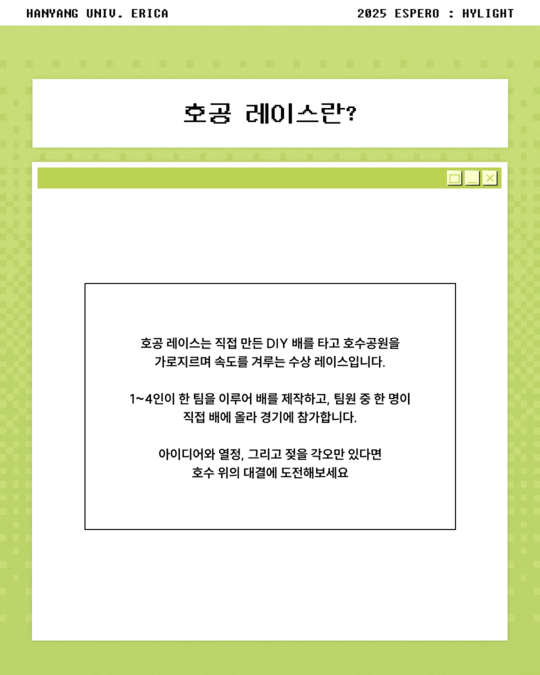 HANYANG UNIV. ERICA
2025 ESPERO : HYLIGHT
호공 레이스란?
호공 레이스는 직접 만든 DIY 배를 타고 호수공원을
가로지르며 속도를 겨루는 수상 레이스입니다.
1~4인이 한 팀을 이루어 배를 제작하고, 팀원 중 한 명이
직접 배에 올라 경기에 참가합니다.
아이디어와 열정, 그리고 젖을 각오만 있다면
호수 위의 대결에 도전해보세요